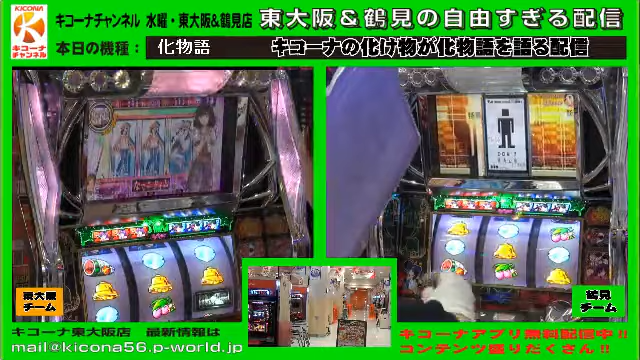 KICONA
キコーナ
チャンネル
キコーナチャンネル 水曜・東大阪&鶴見店 東大阪&鶴見の自由すぎる配信
本日の機種： 化物語 キコーナの化け物が化物語を語る配信
DON'T
WALK
東大阪
チーム
鶴見
チーム
キコーナ東大阪店 最新情報は
mail@kicona56.p-world.jp
キコーナアプリ無料配信中!!
コンテンツ盛りだくさん!!